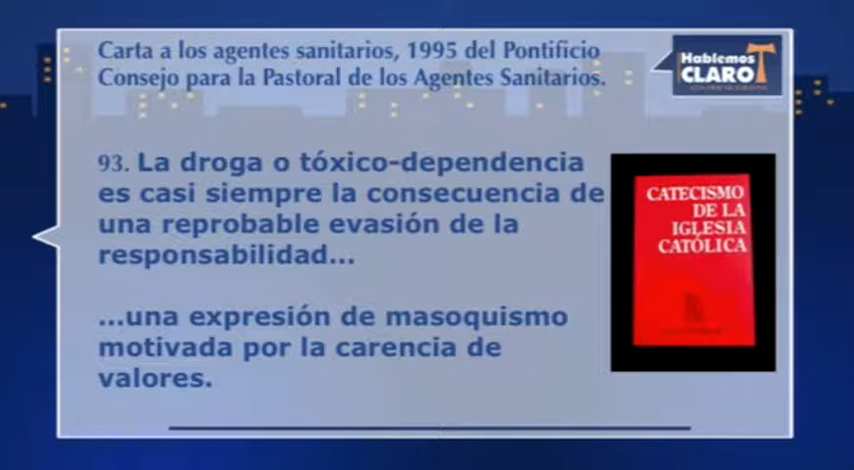 Carta a los agentes sanitarios, 1995 del Pontificio
Consejo para la Pastoral de los Agentes Sanitarios.
Hablemos
CLARO
93. La droga o tóxico-dependencia
es casi siempre la consecuencia de
una reprobable evasión de la
responsabilidad...
...una expresión de masoquismo
motivada por la carencia de
valores.
CATECISMO
DE LA
IGLESIA
CATÓLICA